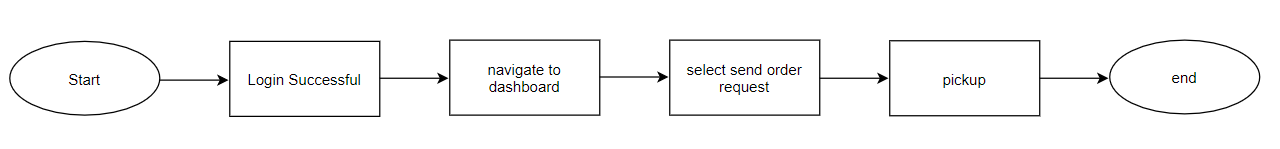 Start
Login Successful
navigate to
dashboard
select send order
request
pickup
end